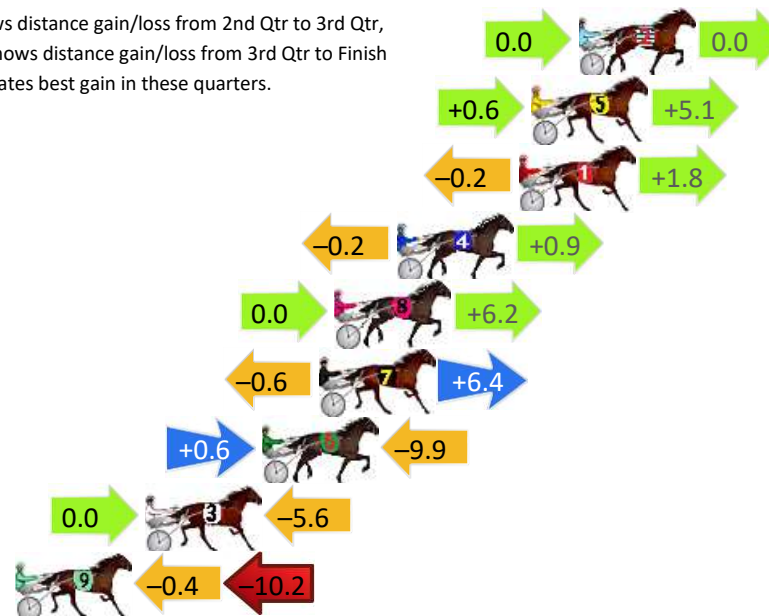 ws distance gain/loss from 2nd Qtr to 3rd Qtr,
hows distance gain/loss from 3rd Qtr to Finish
ates best gain in these quarters.
0.0 2 0.0
+0.6 5 +5.1
−0.2 1 +1.8
−0.2 4 +0.9
0.0 8 +6.2
−0.6 7 +6.4
+0.6 6 −9.9
0.0 3 −5.6
9 −0.4 −10.2